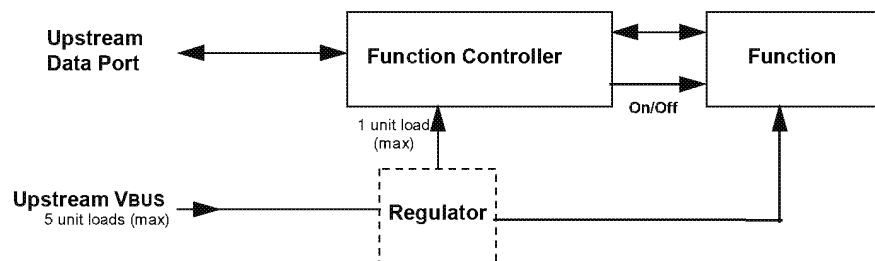 Upstream
Data Port
Function Controller
Function
On/Off
1 unit load
(max)
Upstream VBUS
5 unit loads (max)
Regulator